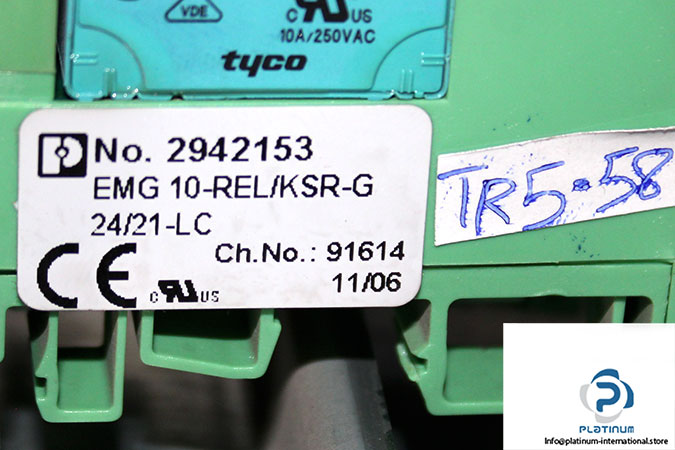 VDE
C US
10A/250VAC
tyco
No. 2942153
EMG 10-REL/KSR-G
24/21-LC
Ch.No.: 91614
11/06
CE
C US
TR5-58
PLATINUM
Info@platinum-international.store